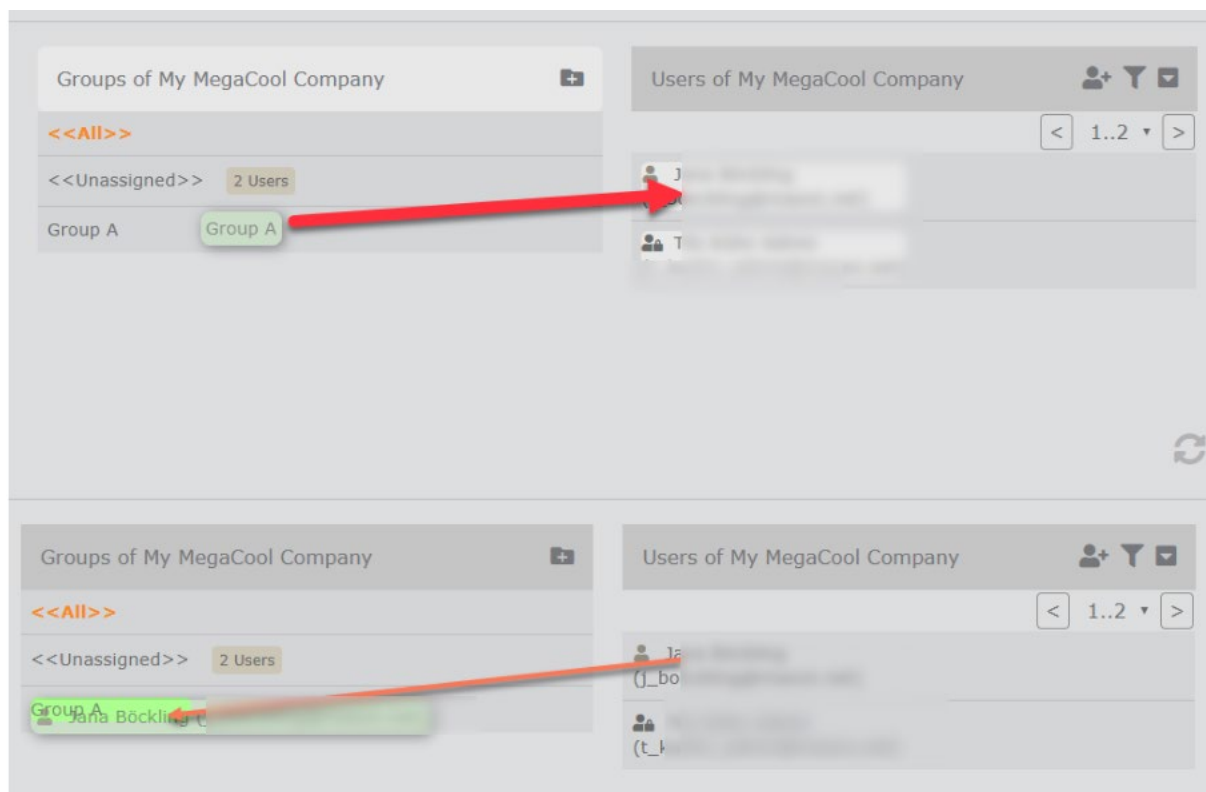 Groups of My MegaCool Company
Users of My MegaCool Company
<<All>>
< 1..2 >
<<Unassigned>> 2 Users
J
Group A Group A
T
Groups of My MegaCool Company
Users of My MegaCool Company
<<All>>
< 1..2 >
<<Unassigned>> 2 Users
Ja
(j_bo
Group A
Jana Böckling (
(t_k